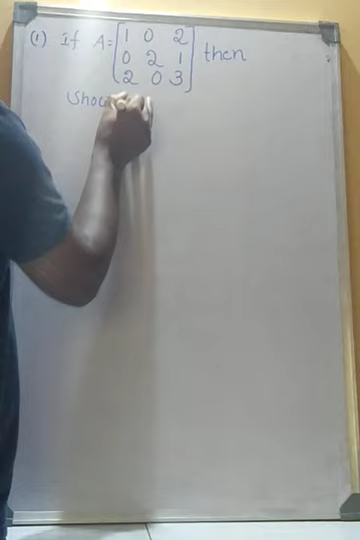 (1) If A = [1 0 2
0 2 1
2 0 3] then